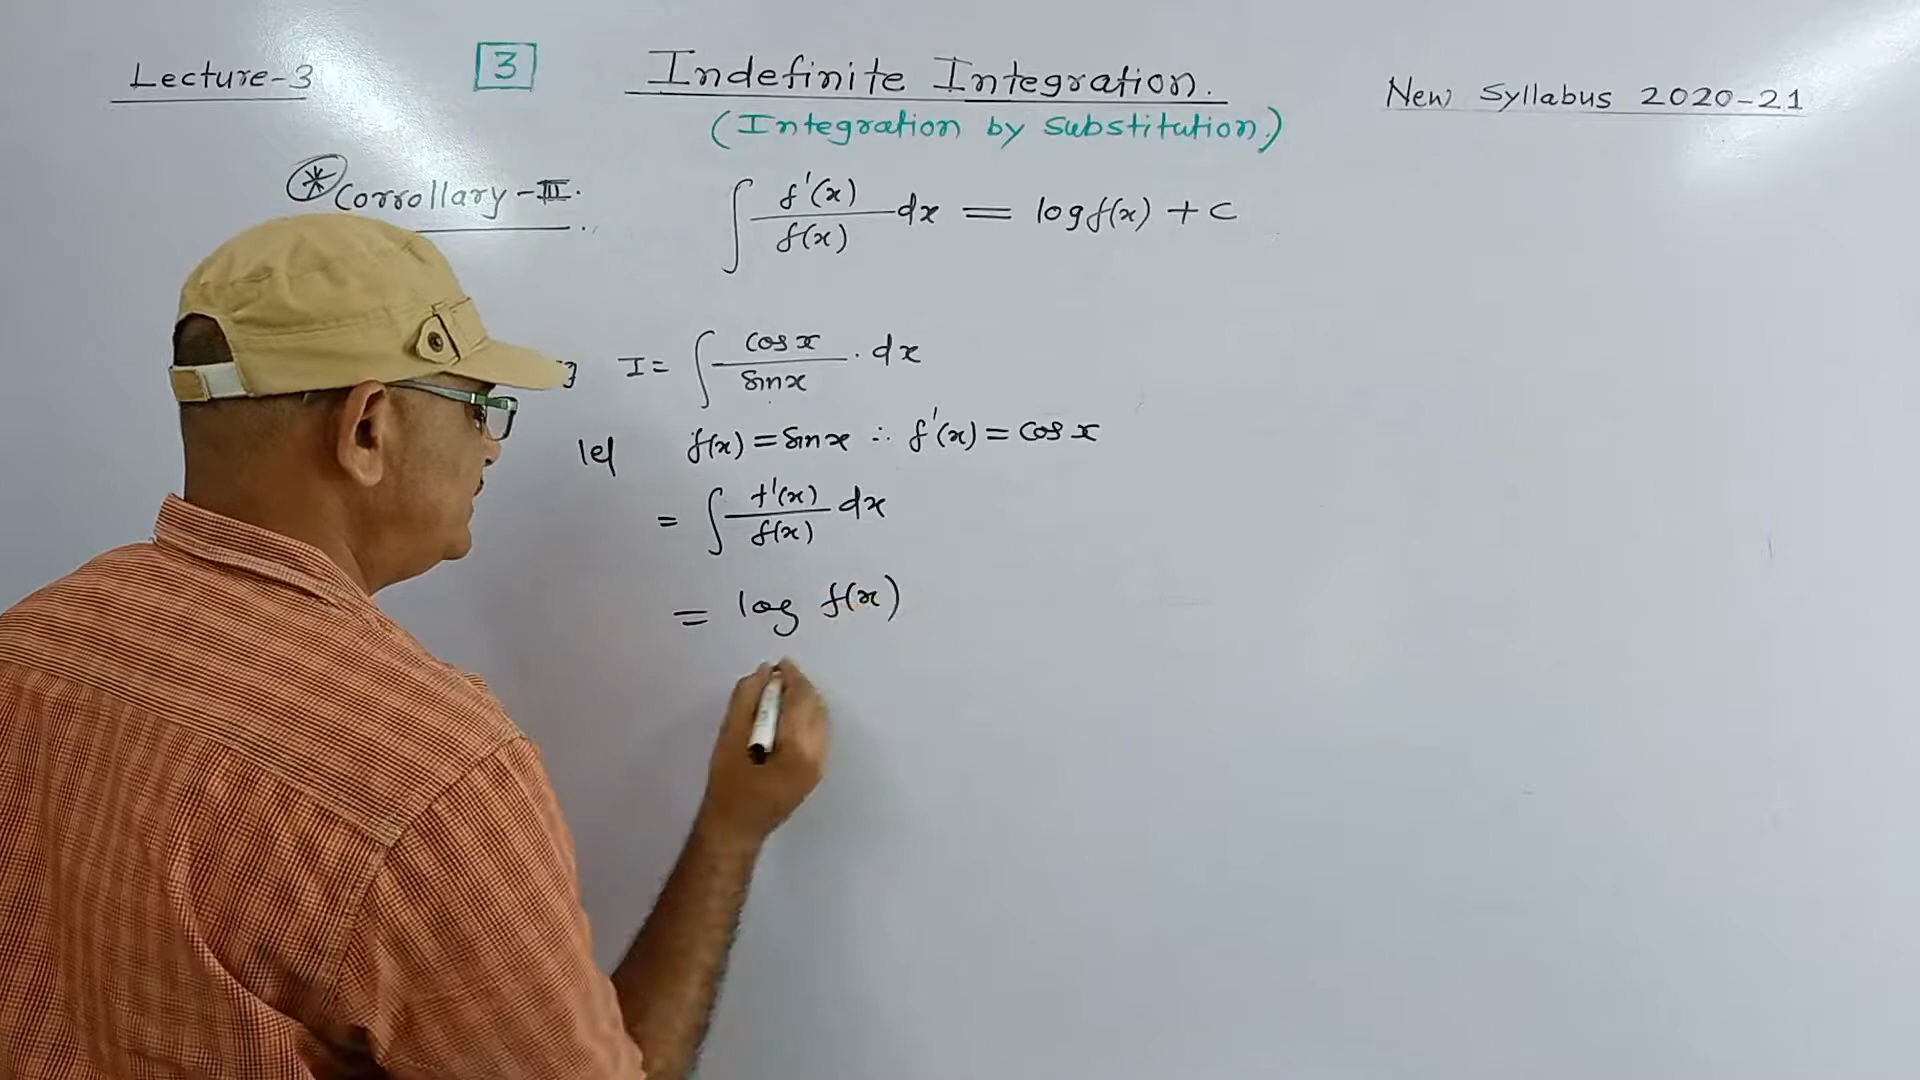 Lecture-3
3
Indefinite Integration.
New Syllabus 2020-21
(Integration by substitution.)
* Corrollary-III.
∫ f'(x)/f(x) dx = log f(x) + c
I = ∫ cos x/sin x . dx
let f(x) = sin x ∴ f'(x) = cos x
= ∫ f'(x)/f(x) dx
= log f(x)